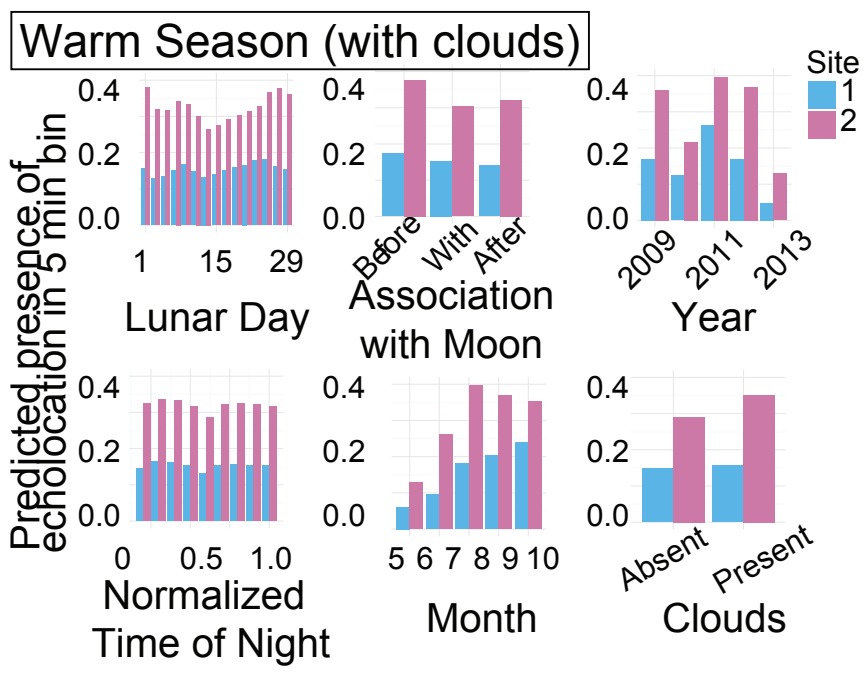 Warm Season (with clouds)
Site
1
2
Predicted presence of
echolocation in 5 min bin
0.4
0.2
0.0
1 15 29
Lunar Day
0.4
0.2
0.0
Before With After
Association
with Moon
0.4
0.2
0.0
2009 2011 2013
Year
0.4
0.2
0.0
0 0.5 1.0
Normalized
Time of Night
0.4
0.2
0.0
5 6 7 8 9 10
Month
0.4
0.2
0.0
Absent Present
Clouds